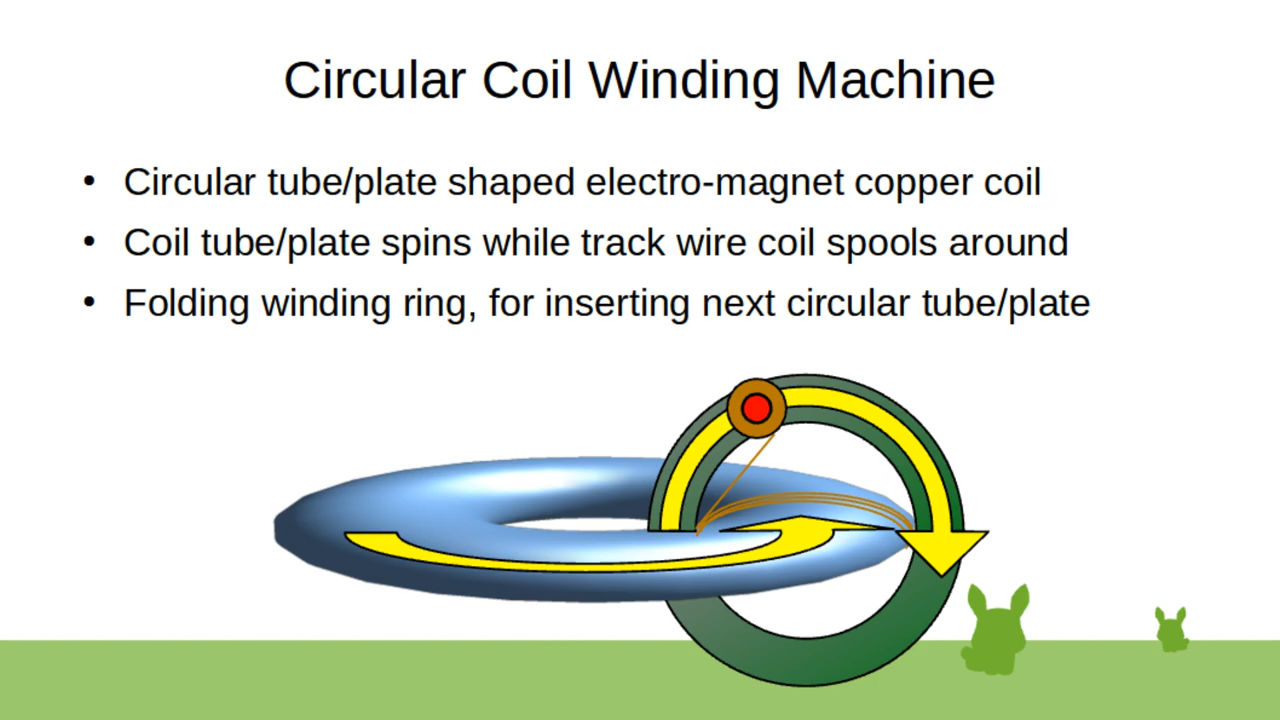 Circular Coil Winding Machine
• Circular tube/plate shaped electro-magnet copper coil
• Coil tube/plate spins while track wire coil spools around
• Folding winding ring, for inserting next circular tube/plate